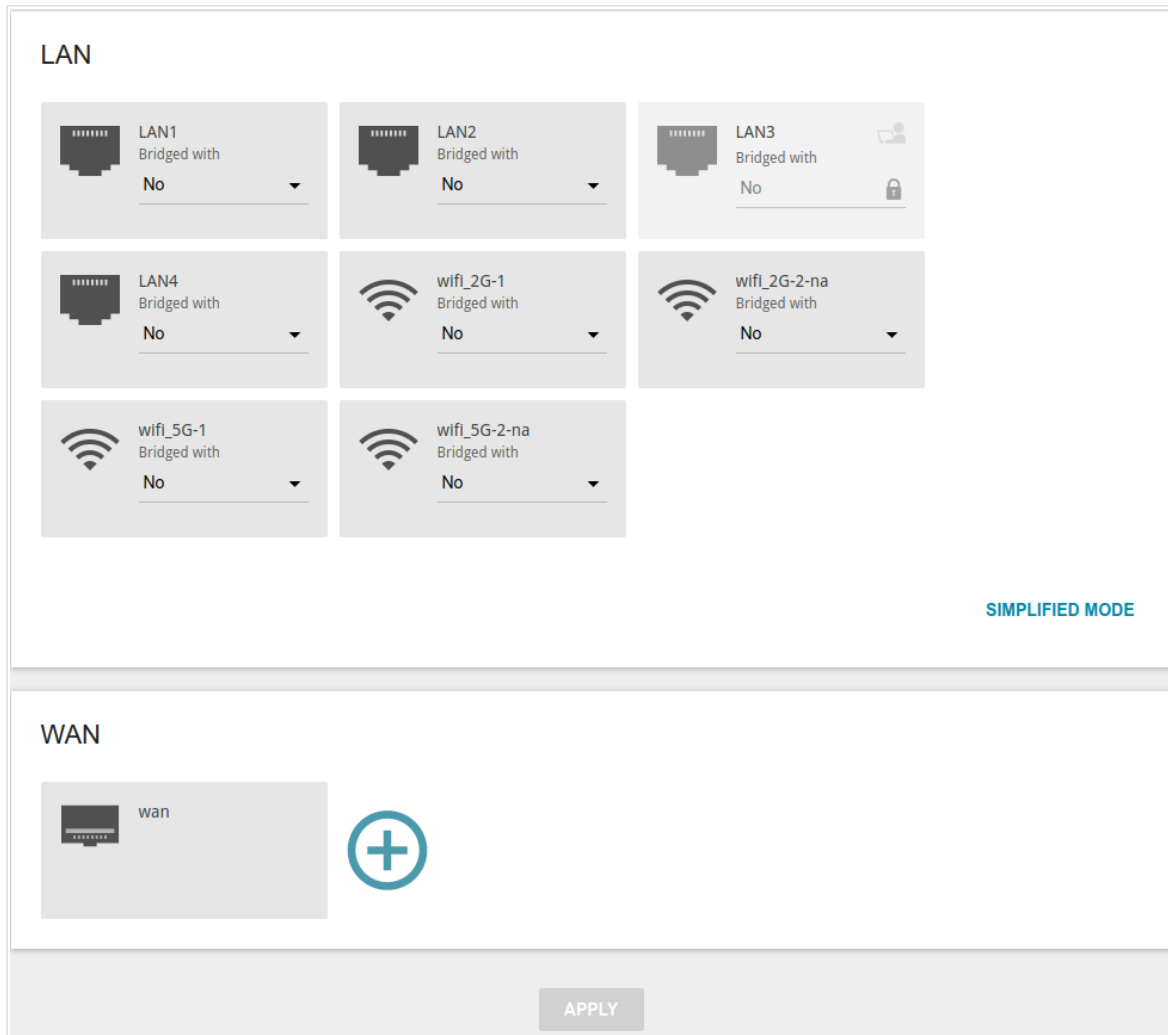 LAN
LAN1
Bridged with
No
LAN2
Bridged with
No
LAN3
Bridged with
No
LAN4
Bridged with
No
wifi_2G-1
Bridged with
No
wifi_2G-2-na
Bridged with
No
wifi_5G-1
Bridged with
No
wifi_5G-2-na
Bridged with
No
SIMPLIFIED MODE
WAN
wan
APPLY